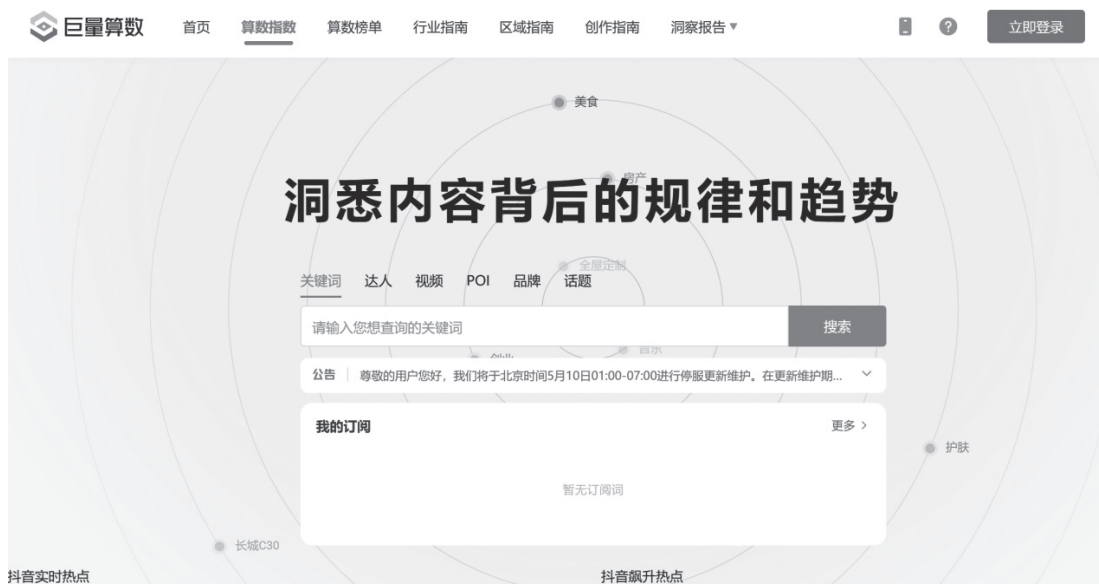 巨量算数 首页 算数指数 算数榜单 行业指南 区域指南 创作指南 洞察报告 立即登录
美食
房产
洞悉内容背后的规律和趋势
全屋定制
关键词 达人 视频 POI 品牌 话题
请输入您想查询的关键词 搜索
音乐
公告 尊敬的用户您好，我们将于北京时间5月10日01:00-07:00进行停服更新维护。在更新维护期...
我的订阅 更多
护肤
暂无订阅词
长城C30
抖音实时热点 抖音飙升热点